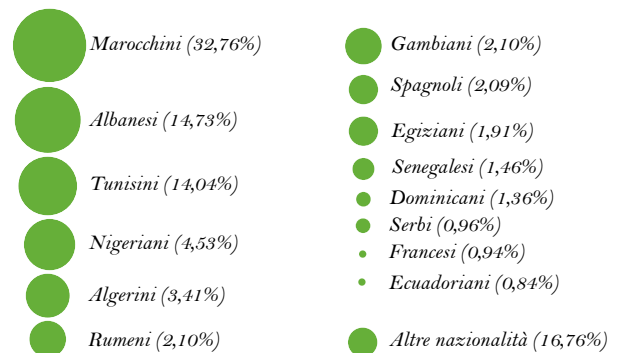 Marocchini (32,76%)
Albanesi (14,73%)
Tunisini (14,04%)
Nigeriani (4,53%)
Algerini (3,41%)
Rumeni (2,10%)
Gambiani (2,10%)
Spagnoli (2,09%)
Egiziani (1,91%)
Senegalesi (1,46%)
Dominicani (1,36%)
Serbi (0,96%)
Francesi (0,94%)
Ecuadoriani (0,84%)
Altre nazionalità (16,76%)